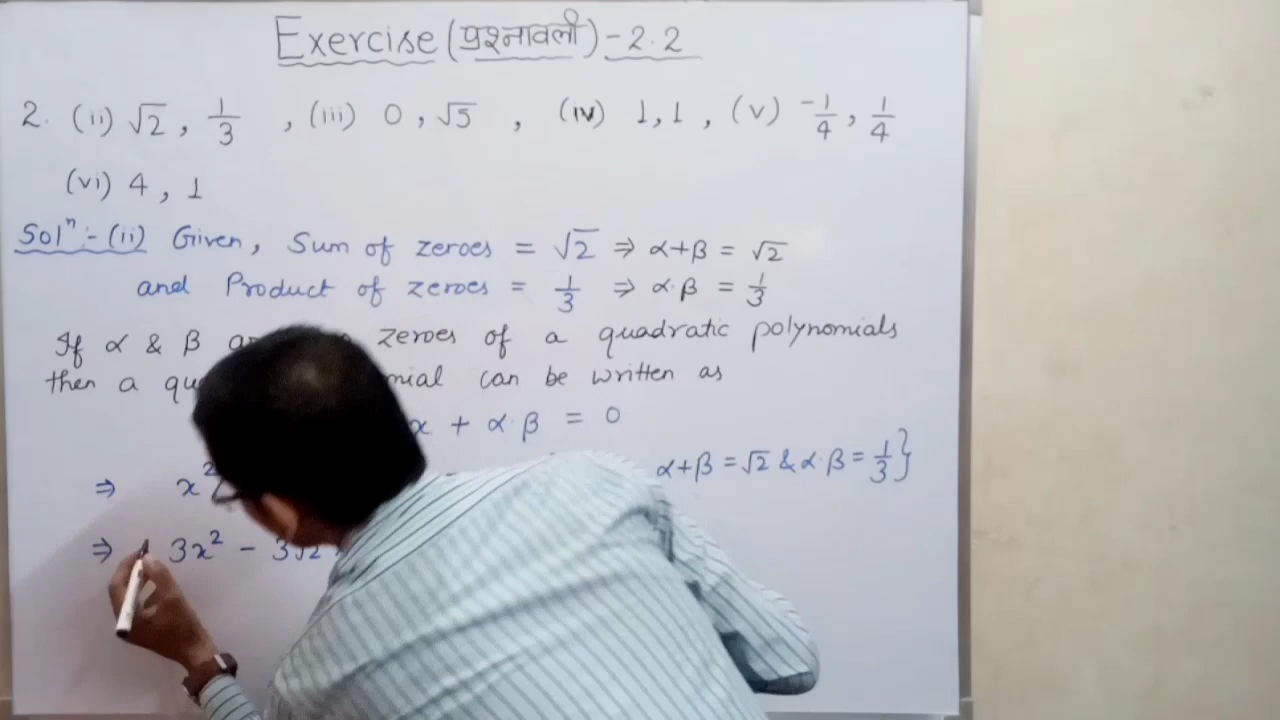 Exercise (प्रश्नावली) - 2.2
2. (ii) √2, 1/3 , (iii) 0, √5 , (iv) 1, 1, (v) -1/4, 1/4
(vi) 4, 1
Solⁿ:- (ii) Given, Sum of zeroes = √2 ⇒ α+β = √2
and Product of zeroes = 1/3 ⇒ α·β = 1/3
If α & β zeroes of a quadratic polynomials
then a can be written as
x + α·β = 0
⇒ x² α+β = √2 & α·β = 1/3}
⇒ 3x² - 3√2